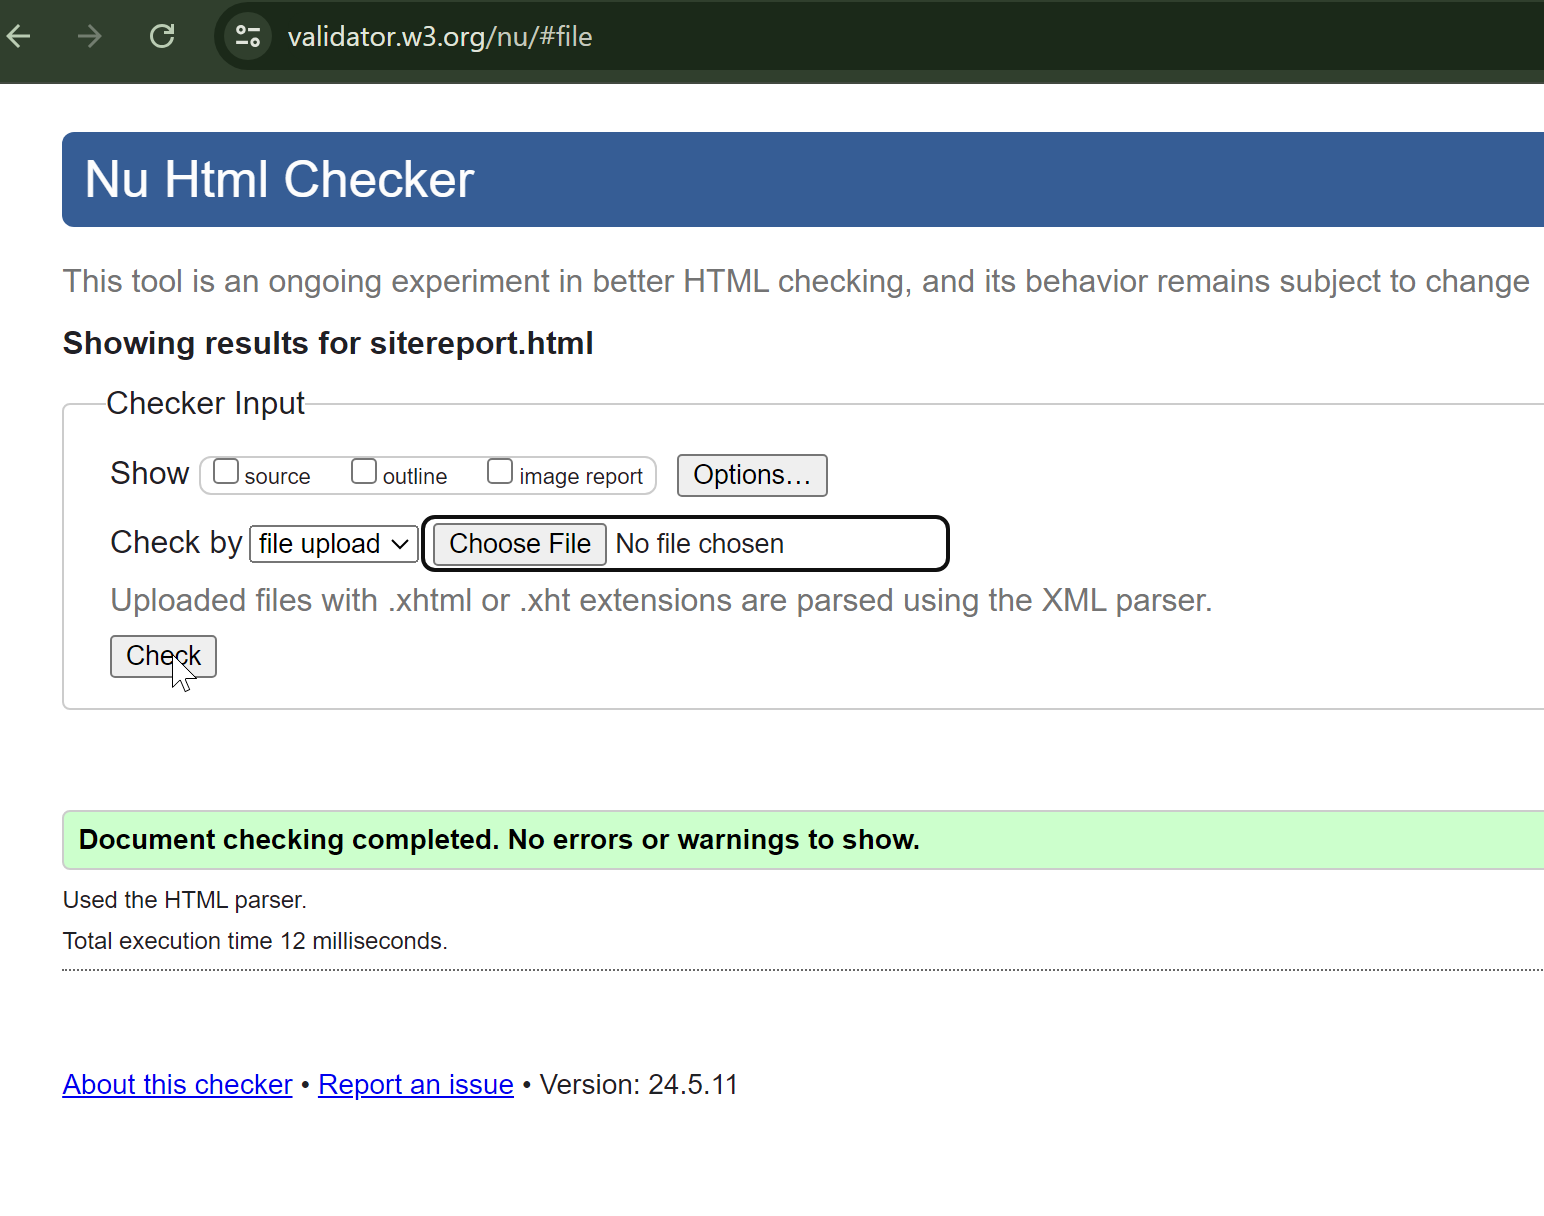 validator.w3.org/nu/#file
Nu Html Checker
This tool is an ongoing experiment in better HTML checking, and its behavior remains subject to change
Showing results for sitereport.html
Checker Input
Show source outline image report Options…
Check by file upload Choose File No file chosen
Uploaded files with .xhtml or .xht extensions are parsed using the XML parser.
Check
Document checking completed. No errors or warnings to show.
Used the HTML parser.
Total execution time 12 milliseconds.
About this checker • Report an issue • Version: 24.5.11